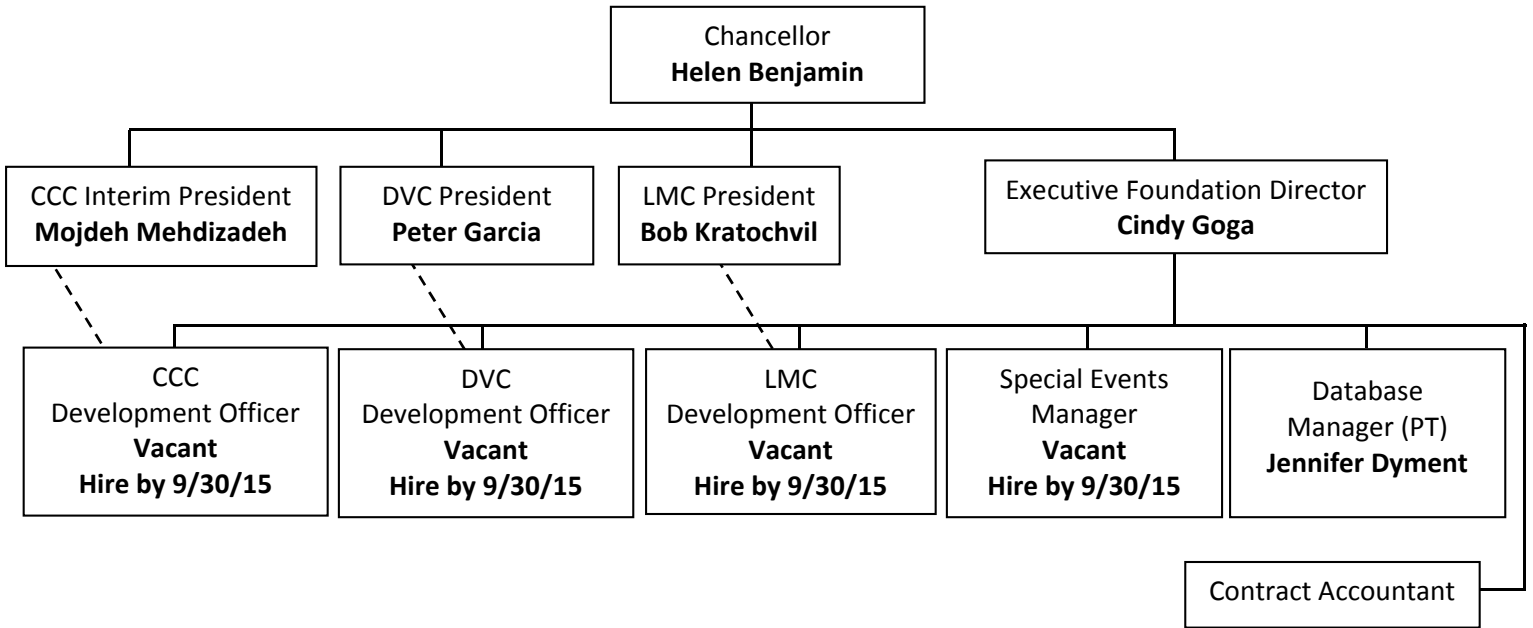 Chancellor
Helen Benjamin
CCC Interim President
Mojdeh Mehdizadeh
DVC President
Peter Garcia
LMC President
Bob Kratochvil
Executive Foundation Director
Cindy Goga
CCC
Development Officer
Vacant
Hire by 9/30/15
DVC
Development Officer
Vacant
Hire by 9/30/15
LMC
Development Officer
Vacant
Hire by 9/30/15
Special Events
Manager
Vacant
Hire by 9/30/15
Database
Manager (PT)
Jennifer Dyment
Contract Accountant